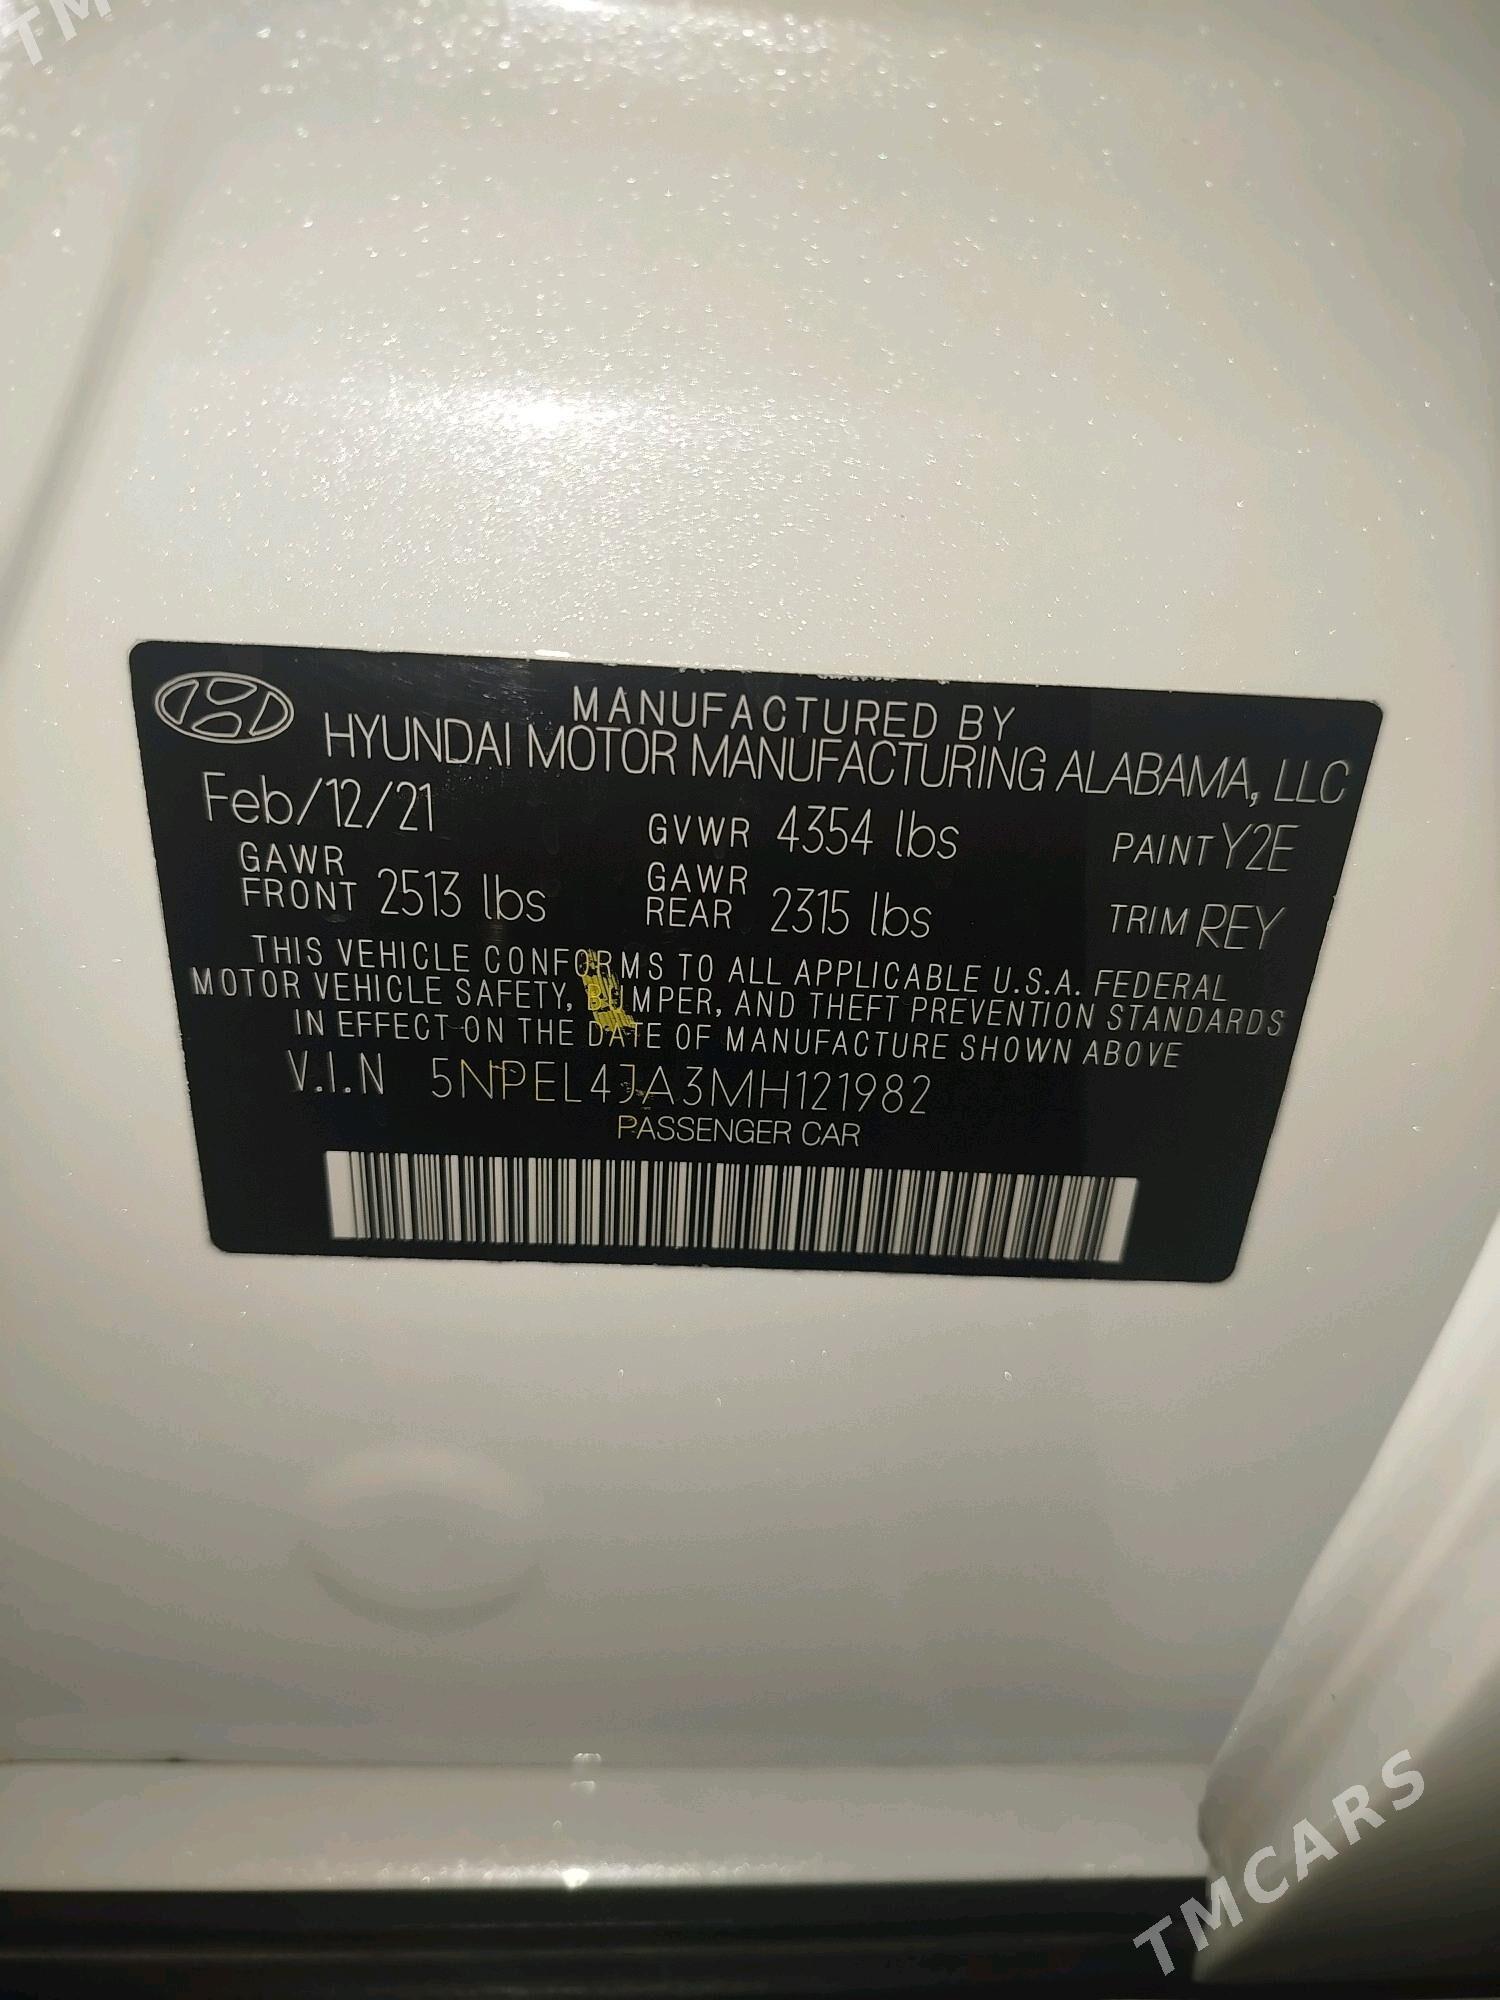 TM
MANUFACTURED BY
HYUNDAI MOTOR MANUFACTURING ALABAMA, LLC
Feb/12/21 GVWR 4354 lbs PAINT Y2E
GAWR FRONT 2513 lbs GAWR REAR 2315 lbs TRIM REY
THIS VEHICLE CONFORMS TO ALL APPLICABLE U.S.A. FEDERAL
MOTOR VEHICLE SAFETY, BUMPER, AND THEFT PREVENTION STANDARDS
IN EFFECT ON THE DATE OF MANUFACTURE SHOWN ABOVE
V.I.N 5NPEL4JA3MH121982
PASSENGER CAR
TMCARS